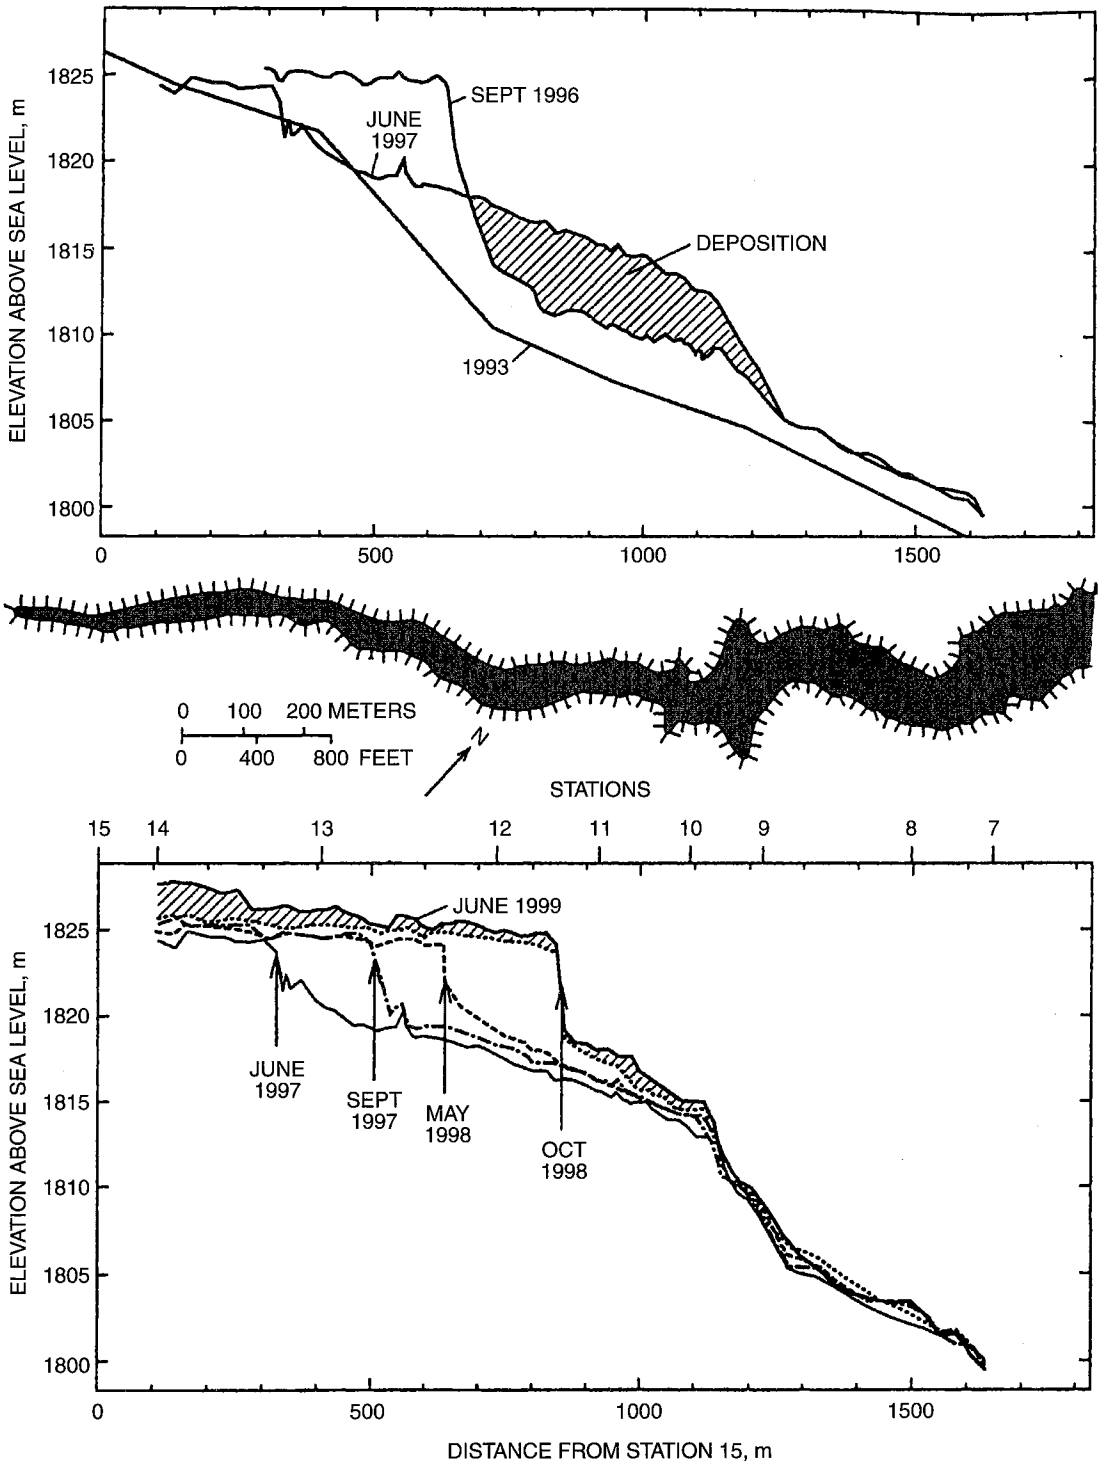 ELEVATION ABOVE SEA LEVEL, m
1825
1820
1815
1810
1805
1800
SEPT 1996
JUNE
1997
DEPOSITION
1993
0 500 1000 1500
0 100 200 METERS
0 400 800 FEET
N
STATIONS
15 14 13 12 11 10 9 8 7
ELEVATION ABOVE SEA LEVEL, m
1825
1820
1815
1810
1805
1800
JUNE 1999
JUNE
1997
SEPT
1997
MAY
1998
OCT
1998
0 500 1000 1500
DISTANCE FROM STATION 15, m